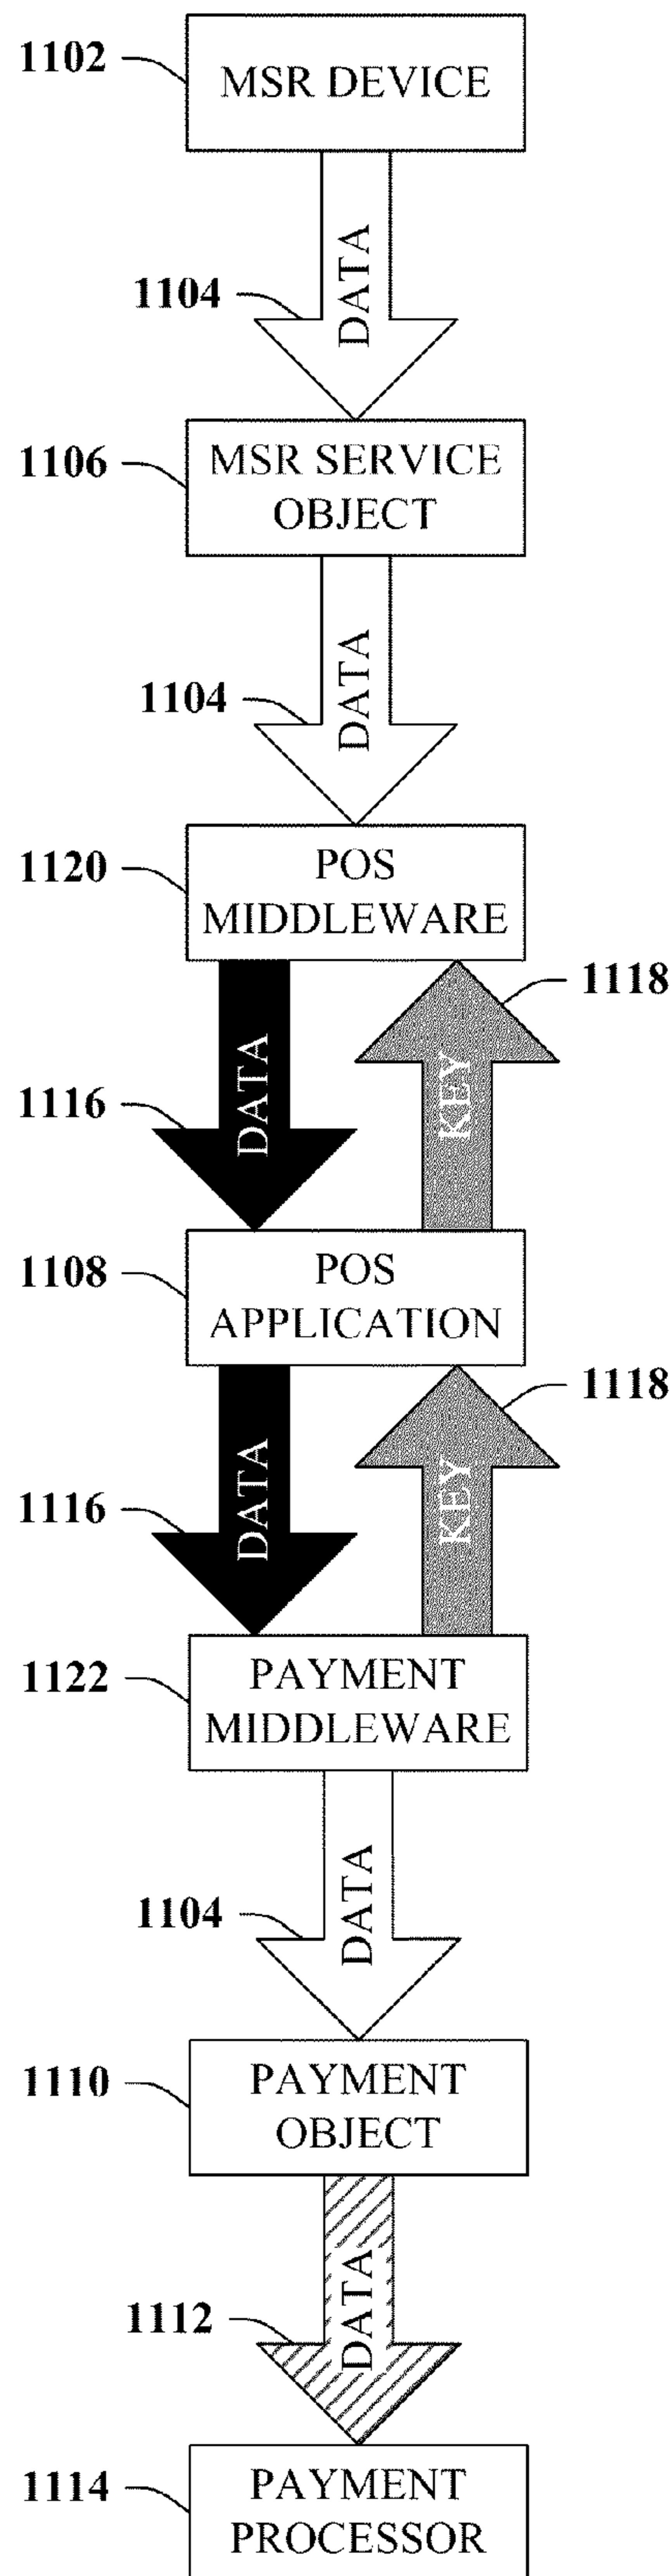 1102
MSR DEVICE
DATA
1104
1106
MSR SERVICE
OBJECT
DATA
1104
1120
POS
MIDDLEWARE
1118
DATA
KEY
1116
1108
POS
APPLICATION
1118
DATA
KEY
1116
1122
PAYMENT
MIDDLEWARE
DATA
1104
1110
PAYMENT
OBJECT
DATA
1112
1114
PAYMENT
PROCESSOR